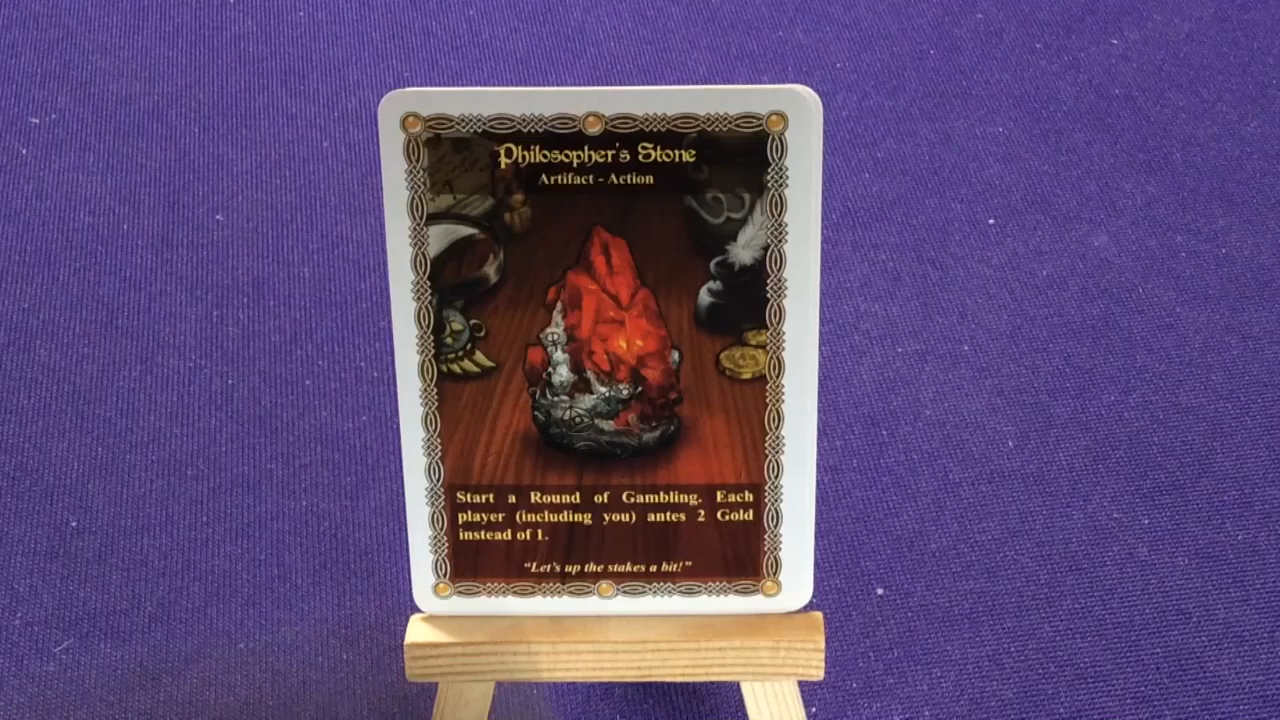 Philosopher's Stone
Artifact - Action
Start a Round of Gambling. Each
player (including you) antes 2 Gold
instead of 1.
"Let's up the stakes a bit!"